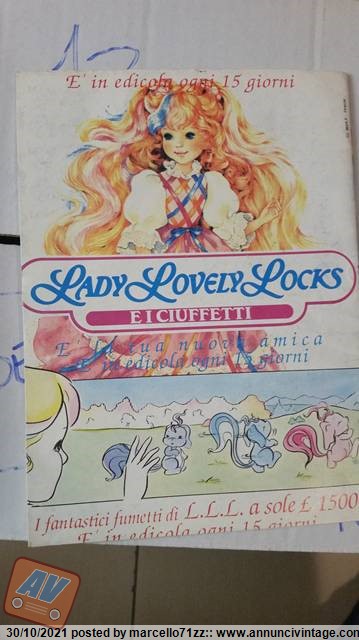 E' in edicola ogni 15 giorni
LADY LOVELY LOCKS
E I CIUFFETTI
E' la tua nuova amica
E' in edicola ogni 15 giorni
I fantastici fumetti di L.L.L. a sole £ 1500
E' in edicola ogni 15 giorni
AV
30/10/2021 posted by marcello71zz:: www.annuncivintage.com